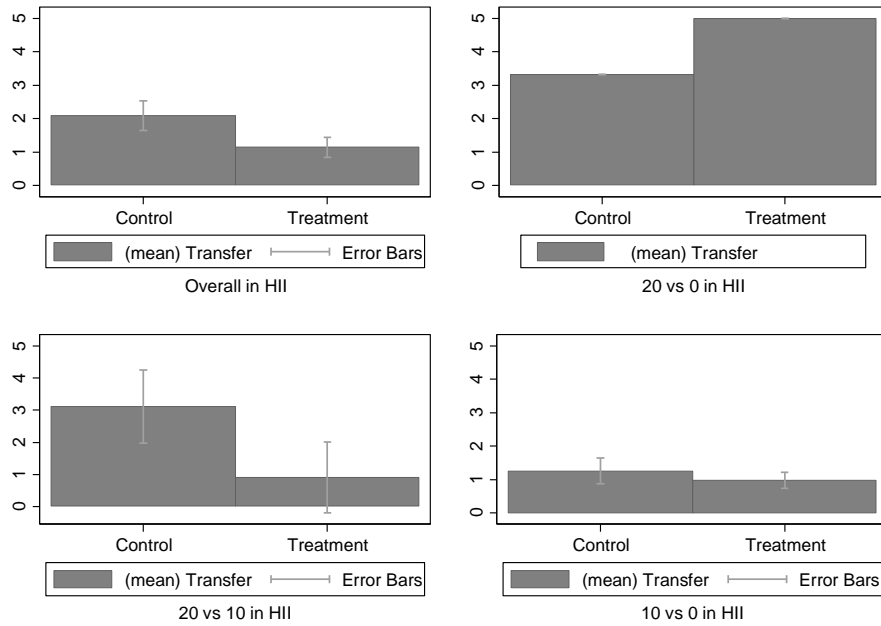 5
4
3
2
1
0
Control Treatment
(mean) Transfer Error Bars
Overall in HII
5
4
3
2
1
0
Control Treatment
(mean) Transfer
20 vs 0 in HII
5
4
3
2
1
0
Control Treatment
(mean) Transfer Error Bars
20 vs 10 in HII
5
4
3
2
1
0
Control Treatment
(mean) Transfer Error Bars
10 vs 0 in HII